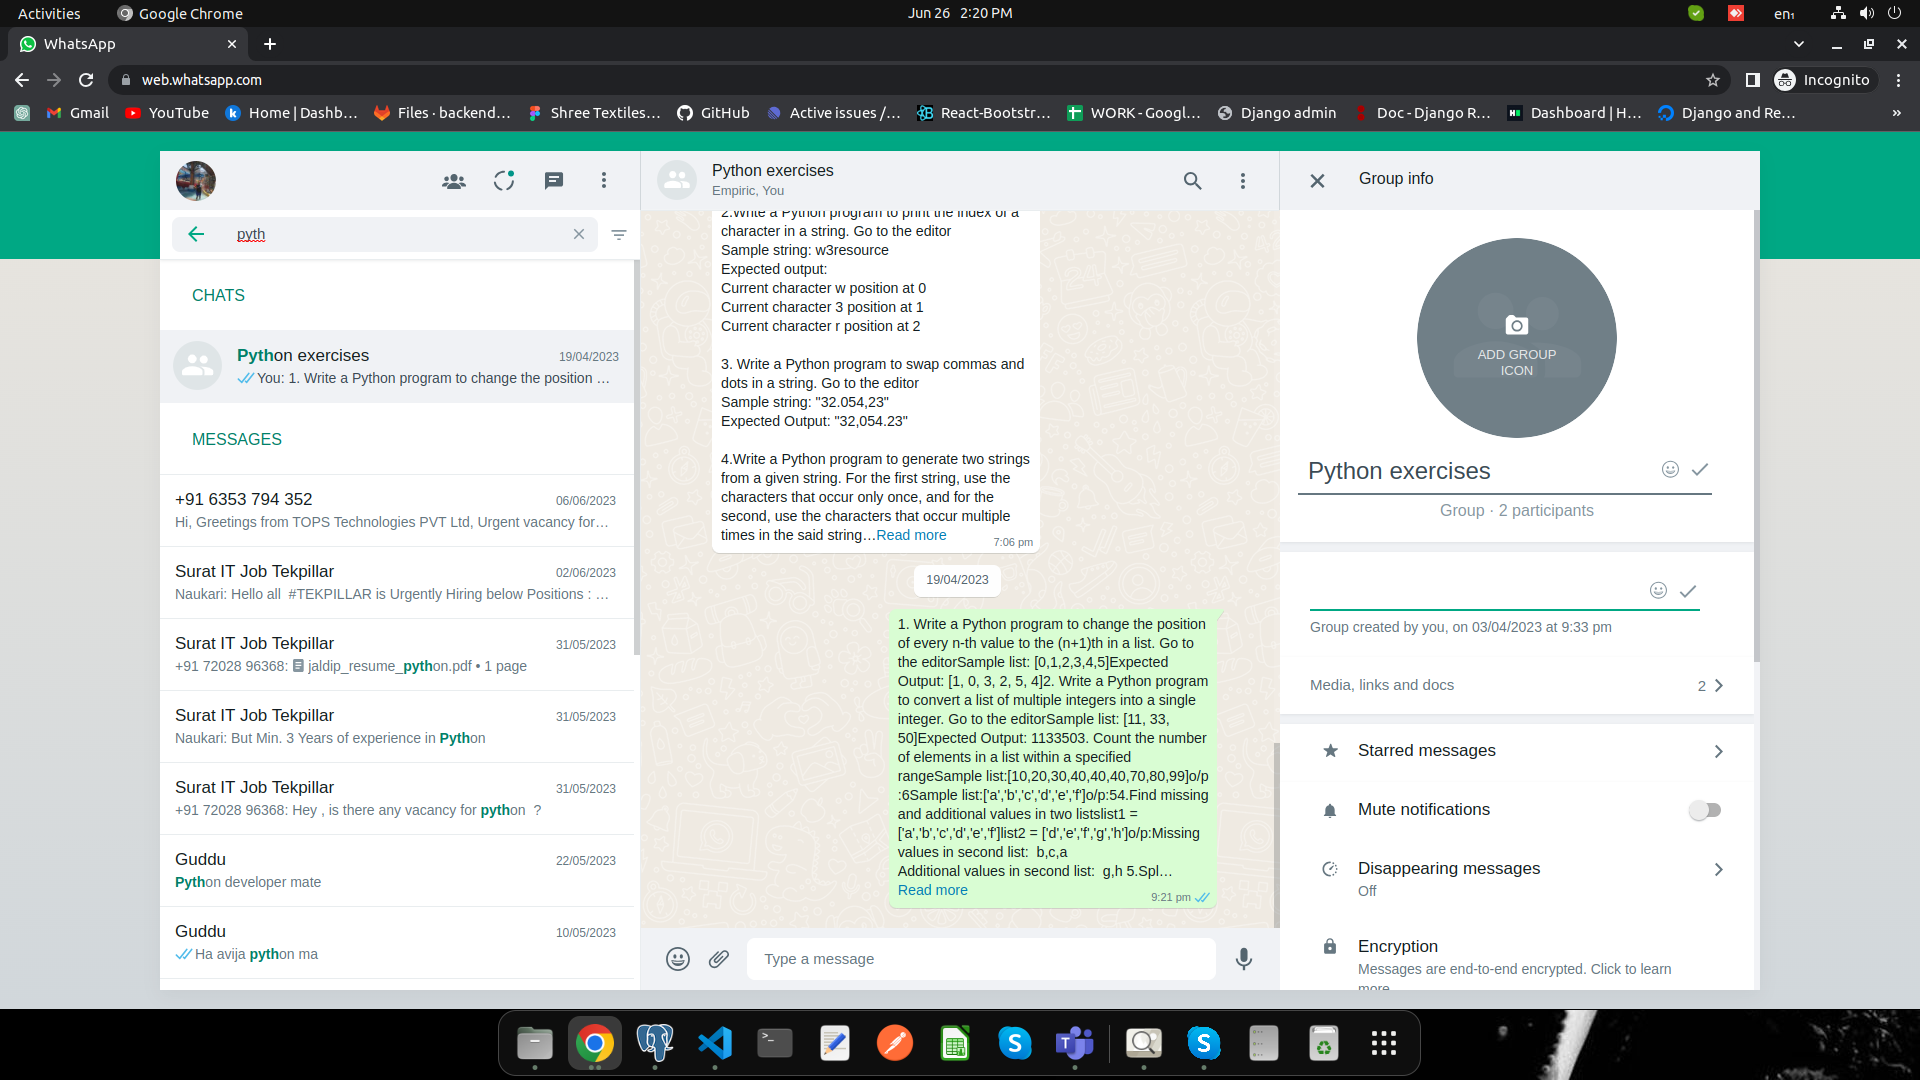 Activities
Google Chrome
Jun 26 2:20 PM
en₁
WhatsApp
web.whatsapp.com
Incognito
Gmail
YouTube
Home | Dashb…
Files · backend…
Shree Textiles…
GitHub
Active issues /…
React-Bootstr…
WORK - Googl…
Django admin
Doc - Django R…
Dashboard | H…
Django and Re…
»
pyth
CHATS
Python exercises
19/04/2023
You: 1. Write a Python program to change the position …
MESSAGES
+91 6353 794 352
06/06/2023
Hi, Greetings from TOPS Technologies PVT Ltd, Urgent vacancy for…
Surat IT Job Tekpillar
02/06/2023
Naukari: Hello all #TEKPILLAR is Urgently Hiring below Positions : …
Surat IT Job Tekpillar
31/05/2023
+91 72028 96368: jaldip_resume_python.pdf • 1 page
Surat IT Job Tekpillar
31/05/2023
Naukari: But Min. 3 Years of experience in Python
Surat IT Job Tekpillar
31/05/2023
+91 72028 96368: Hey , is there any vacancy for python ?
Guddu
22/05/2023
Python developer mate
Guddu
10/05/2023
Ha avija python ma
Python exercises
Empiric, You
2.Write a Python program to print the index of a
character in a string. Go to the editor
Sample string: w3resource
Expected output:
Current character w position at 0
Current character 3 position at 1
Current character r position at 2
3. Write a Python program to swap commas and
dots in a string. Go to the editor
Sample string: "32.054,23"
Expected Output: "32,054.23"
4.Write a Python program to generate two strings
from a given string. For the first string, use the
characters that occur only once, and for the
second, use the characters that occur multiple
times in the said string…Read more
7:06 pm
19/04/2023
1. Write a Python program to change the position
of every n-th value to the (n+1)th in a list. Go to
the editorSample list: [0,1,2,3,4,5]Expected
Output: [1, 0, 3, 2, 5, 4]2. Write a Python program
to convert a list of multiple integers into a single
integer. Go to the editorSample list: [11, 33,
50]Expected Output: 1133503. Count the number
of elements in a list within a specified
rangeSample list:[10,20,30,40,40,40,70,80,99]o/p
:6Sample list:['a','b','c','d','e','f']o/p:54.Find missing
and additional values in two listslist1 =
['a','b','c','d','e','f']list2 = ['d','e','f','g','h']o/p:Missing
values in second list: b,c,a
Additional values in second list: g,h 5.Spl…
Read more
9:21 pm
Type a message
Group info
ADD GROUP
ICON
Python exercises
Group · 2 participants
Group created by you, on 03/04/2023 at 9:33 pm
Media, links and docs
2
Starred messages
Mute notifications
Disappearing messages
Off
Encryption
Messages are end-to-end encrypted. Click to learn
more